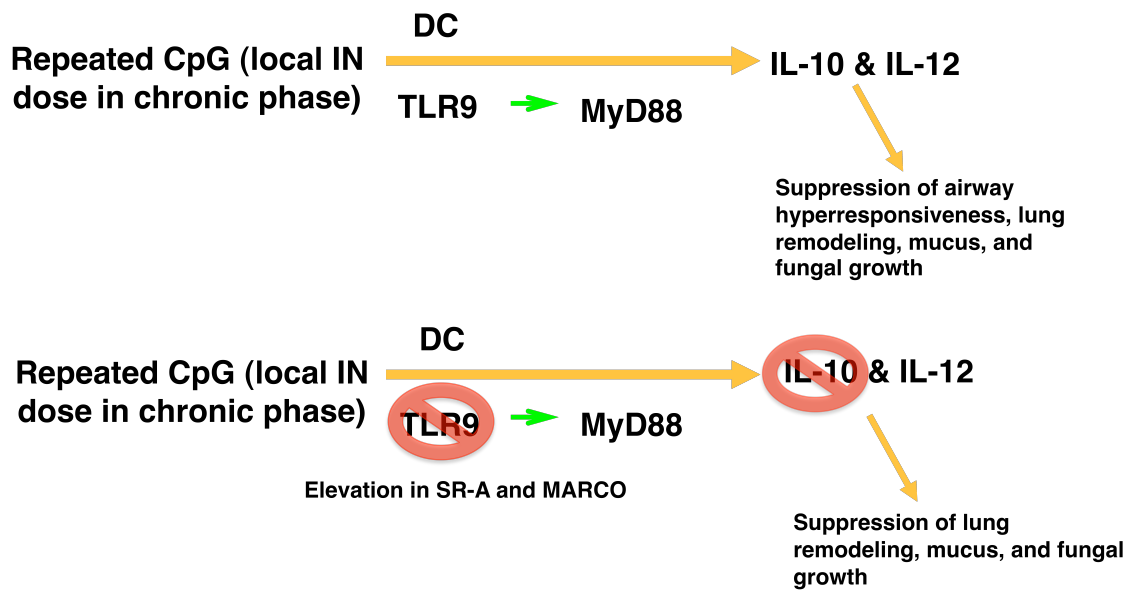 DC
Repeated CpG (local IN
dose in chronic phase)
IL-10 & IL-12
TLR9
MyD88
Suppression of airway
hyperresponsiveness, lung
remodeling, mucus, and
fungal growth
DC
Repeated CpG (local IN
dose in chronic phase)
IL-10 & IL-12
TLR9
MyD88
Elevation in SR-A and MARCO
Suppression of lung
remodeling, mucus, and fungal
growth